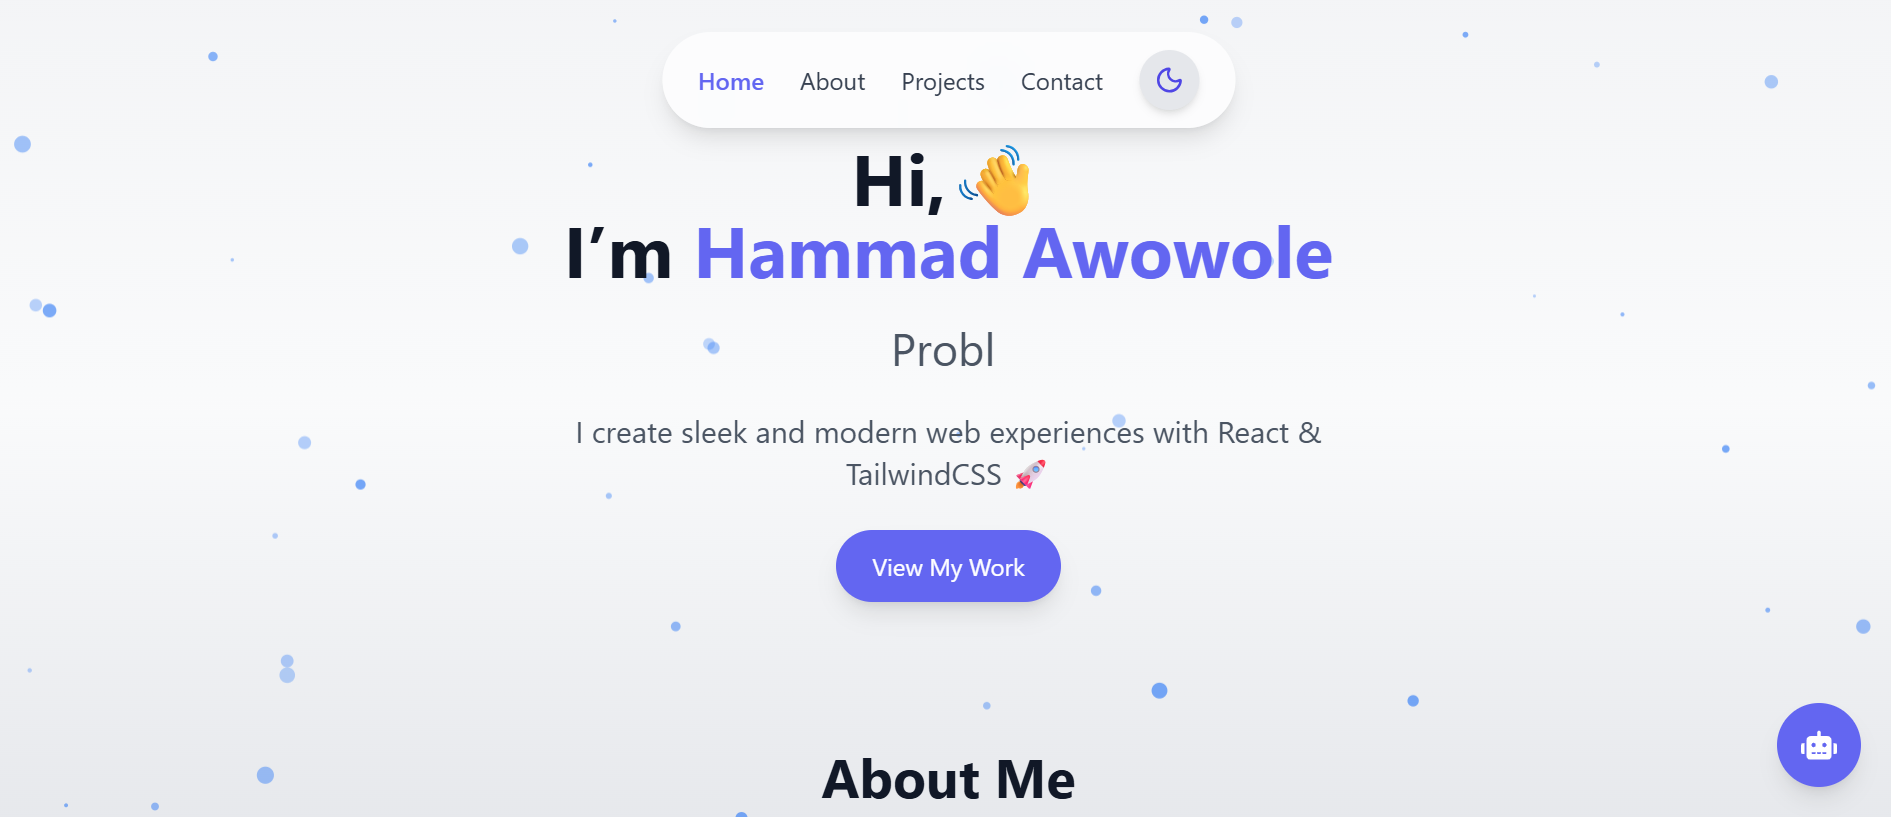 Home About Projects Contact
Hi, 👋
I’m Hammad Awowole
Probl
I create sleek and modern web experiences with React &
TailwindCSS 🚀
View My Work
About Me